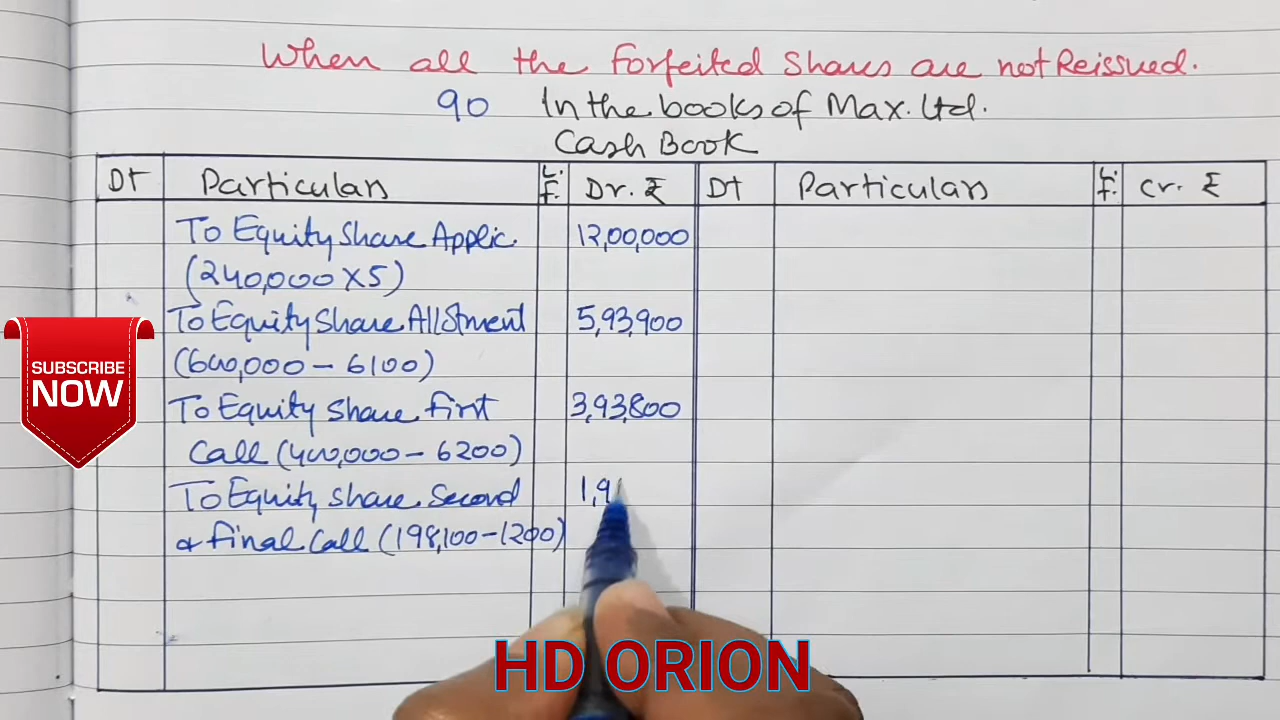 When all the Forfeited Shares are not Reissued.
90 In the books of Max. Ltd.
Cash Book
Dt Particulars L.F. Dr. ₹ Dt Particulars L.F. Cr. ₹
To Equity Share Applic. 12,00,000
(240,000 X 5)
To Equity Share Allotment 5,93,900
(600,000 - 6100)
To Equity Share first 3,93,800
Call (400,000 - 6200)
To Equity Share Second 1,9
& final Call (198,100 - 1200)
SUBSCRIBE
NOW
HD ORION